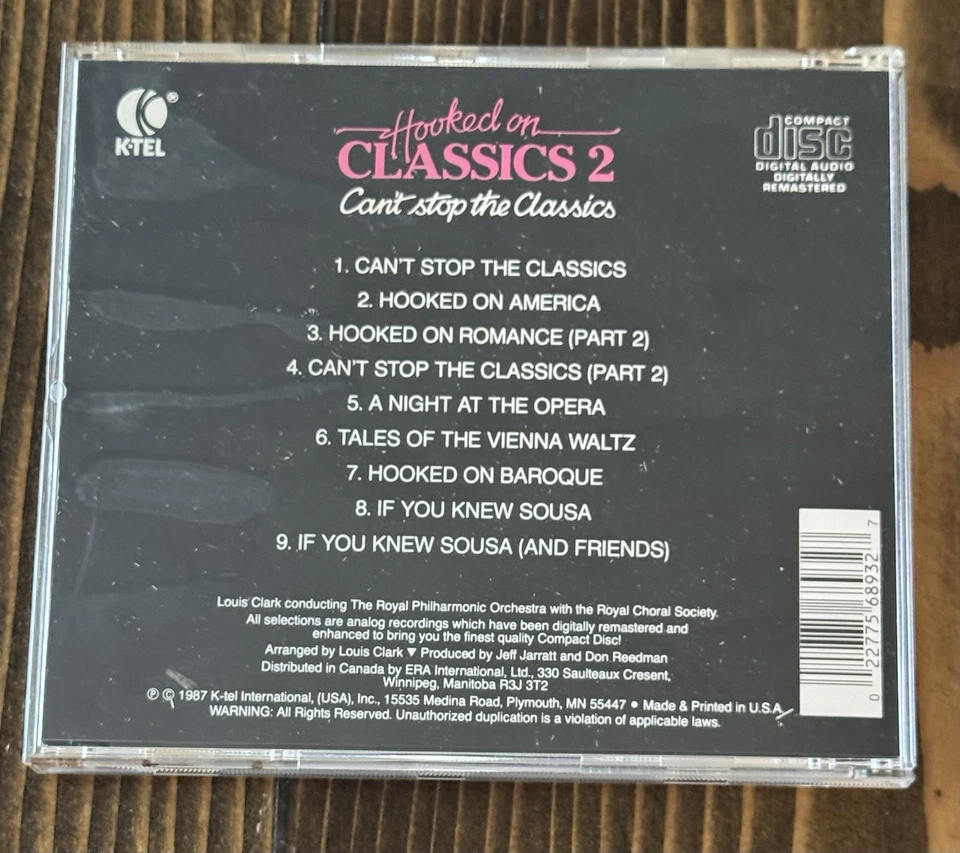 K-TEL®
Hooked on
CLASSICS 2
Can't stop the Classics
COMPACT
disc
DIGITAL AUDIO
DIGITALLY
REMASTERED
1. CAN'T STOP THE CLASSICS
2. HOOKED ON AMERICA
3. HOOKED ON ROMANCE (PART 2)
4. CAN'T STOP THE CLASSICS (PART 2)
5. A NIGHT AT THE OPERA
6. TALES OF THE VIENNA WALTZ
7. HOOKED ON BAROQUE
8. IF YOU KNEW SOUSA
9. IF YOU KNEW SOUSA (AND FRIENDS)
Louis Clark conducting The Royal Philharmonic Orchestra with the Royal Choral Society.
All selections are analog recordings which have been digitally remastered and
enhanced to bring you the finest quality Compact Disc!
Arranged by Louis Clark ▼ Produced by Jeff Jarratt and Don Reedman
Distributed in Canada by ERA International, Ltd., 330 Saulteaux Cresent,
Winnipeg, Manitoba R3J 3T2
℗ © 1987 K-tel International, (USA), Inc., 15535 Medina Road, Plymouth, MN 55447 ● Made & Printed in U.S.A.
WARNING: All Rights Reserved. Unauthorized duplication is a violation of applicable laws.
0 22775 68932 7